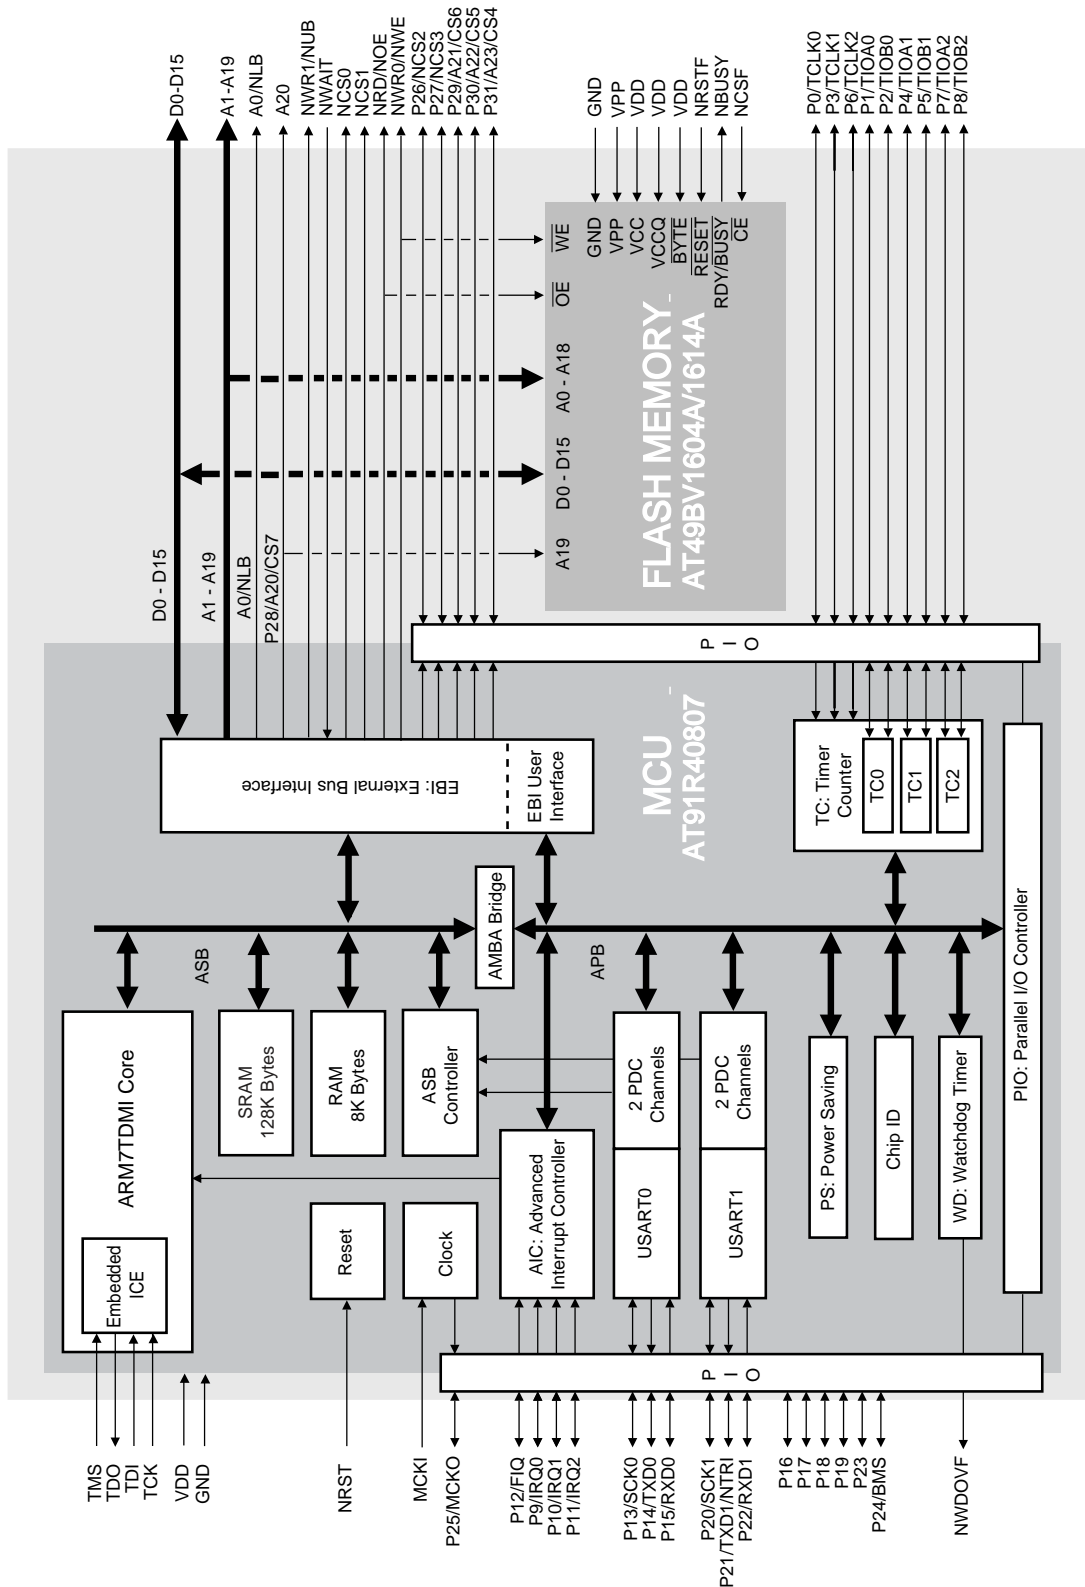 D0-D15
A1-A19
A0/NLB
A20
NWR1/NUB
NWAIT
NCS0
NCS1
NRD/NOE
NWR0/NWE
P26/NCS2
P27/NCS3
P29/A21/CS6
P30/A22/CS5
P31/A23/CS4
GND
VPP
VDD
VDD
VDD
NRSTF
NBUSY
NCSF
P0/TCLK0
P3/TCLK1
P6/TCLK2
P1/TIOA0
P2/TIOB0
P4/TIOA1
P5/TIOB1
P7/TIOA2
P8/TIOB2
D0 - D15
A1 - A19
A0/NLB
P28/A20/CS7
WE
OE
A0 - A18
D0 - D15
A19
GND
VPP
VCC
VCCQ
BYTE
RESET
RDY/BUSY
CE
FLASH MEMORY
AT49BV1604A/1614A
PIO
MCU
AT91R40807
EBI: External Bus Interface
EBI User
Interface
TC: Timer
Counter
TC0
TC1
TC2
AMBA Bridge
ASB
APB
PIO: Parallel I/O Controller
ARM7TDMI Core
Embedded
ICE
SRAM
128K Bytes
RAM
8K Bytes
ASB
Controller
2 PDC
Channels
2 PDC
Channels
Reset
Clock
AIC: Advanced
Interrupt Controller
USART0
USART1
PS: Power Saving
Chip ID
WD: Watchdog Timer
PIO
TMS
TDO
TDI
TCK
VDD
GND
NRST
MCKI
P25/MCKO
P12/FIQ
P9/IRQ0
P10/IRQ1
P11/IRQ2
P13/SCK0
P14/TXD0
P15/RXD0
P20/SCK1
P21/TXD1/NTRI
P22/RXD1
P16
P17
P18
P19
P23
P24/BMS
NWDOVF